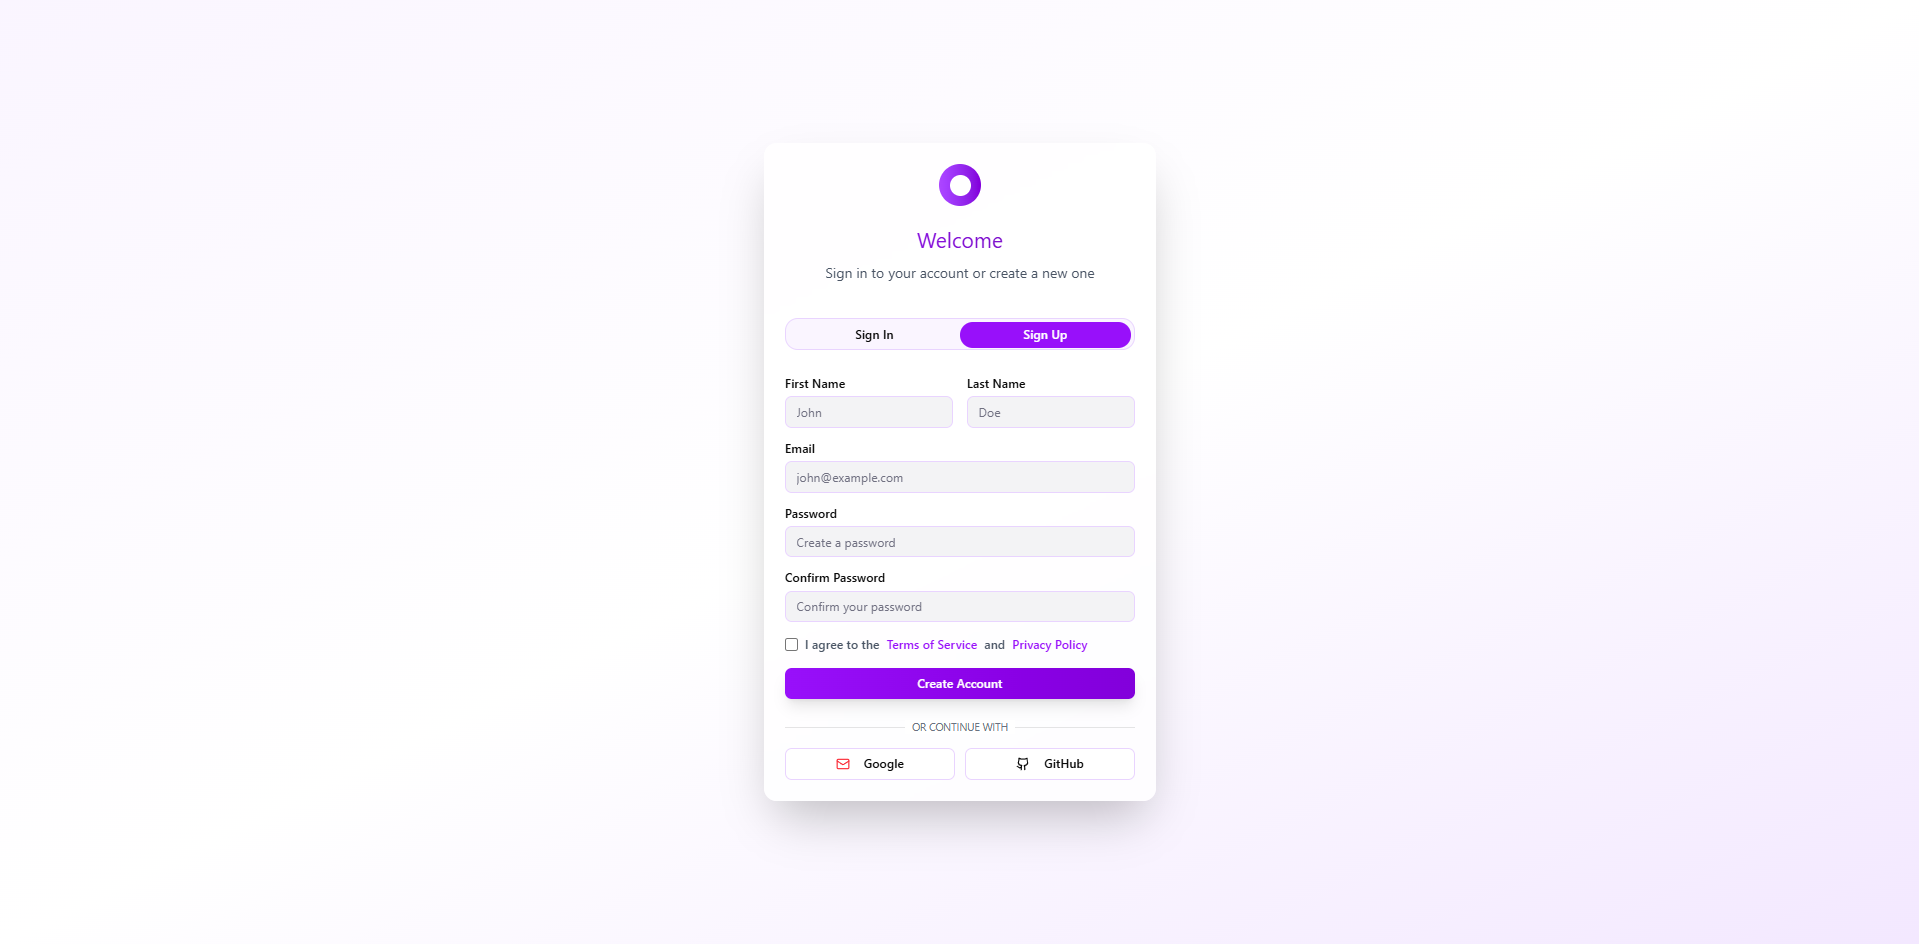 Welcome
Sign in to your account or create a new one
Sign In Sign Up
First Name Last Name
John Doe
Email
john@example.com
Password
Create a password
Confirm Password
Confirm your password
I agree to the Terms of Service and Privacy Policy
Create Account
OR CONTINUE WITH
Google GitHub